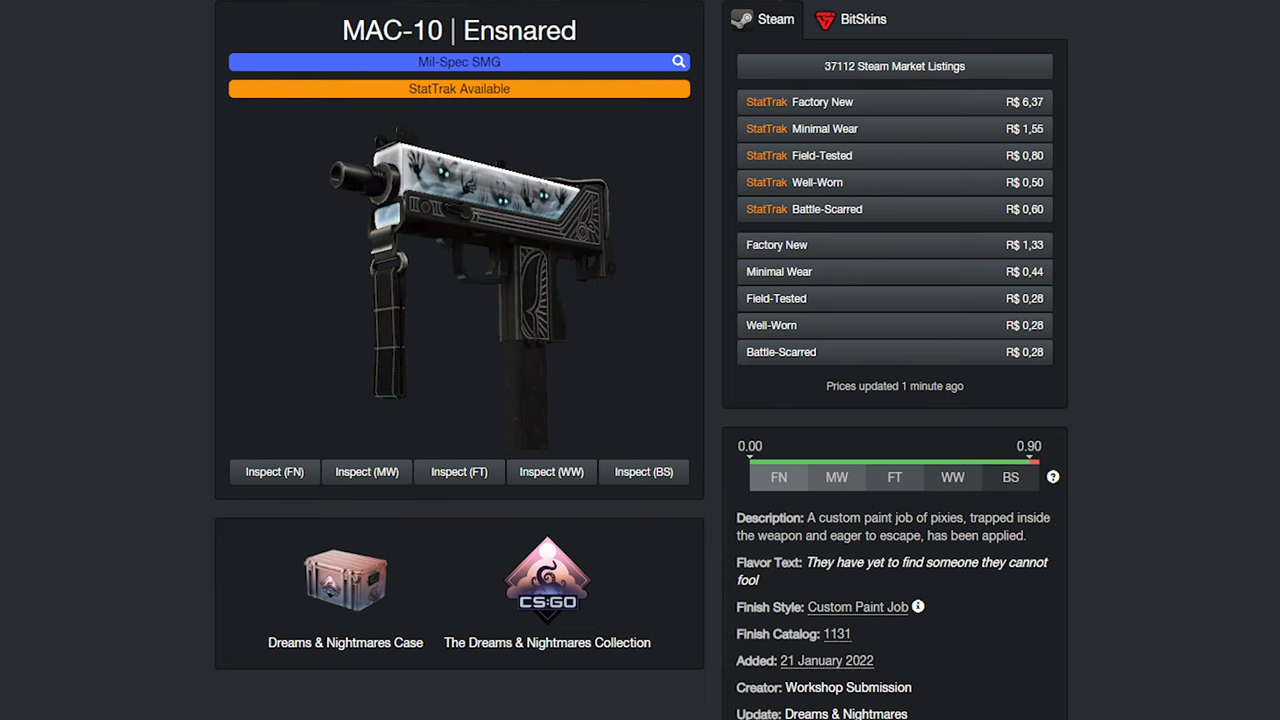 MAC-10 | Ensnared
Mil-Spec SMG
StatTrak Available
Inspect (FN) Inspect (MW) Inspect (FT) Inspect (WW) Inspect (BS)
CS:GO
Dreams & Nightmares Case The Dreams & Nightmares Collection
Steam BitSkins
37112 Steam Market Listings
StatTrak Factory New R$ 6,37
StatTrak Minimal Wear R$ 1,55
StatTrak Field-Tested R$ 0,80
StatTrak Well-Worn R$ 0,50
StatTrak Battle-Scarred R$ 0,60
Factory New R$ 1,33
Minimal Wear R$ 0,44
Field-Tested R$ 0,28
Well-Worn R$ 0,28
Battle-Scarred R$ 0,28
Prices updated 1 minute ago
0.00 0.90
FN MW FT WW BS ?
Description: A custom paint job of pixies, trapped inside
the weapon and eager to escape, has been applied.
Flavor Text: They have yet to find someone they cannot
fool
Finish Style: Custom Paint Job
Finish Catalog: 1131
Added: 21 January 2022
Creator: Workshop Submission
Update: Dreams & Nightmares